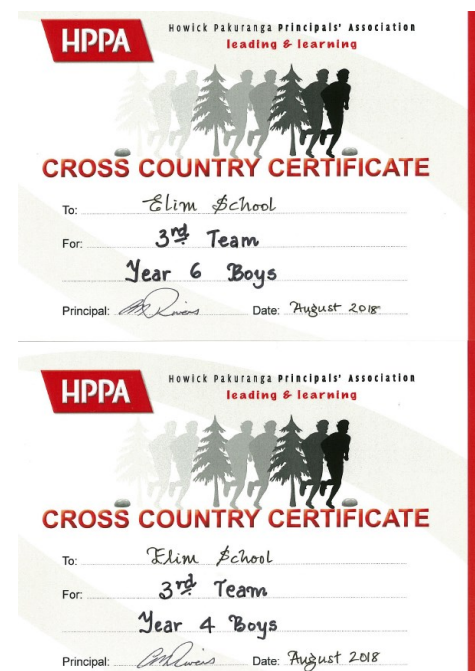 HPPA
Howick Pakuranga Principals' Association
leading & learning
CROSS COUNTRY CERTIFICATE
To: Elim School
For: 3rd Team
Year 6 Boys
Principal: Date: August 2018
HPPA
Howick Pakuranga Principals' Association
leading & learning
CROSS COUNTRY CERTIFICATE
To: Elim School
For: 3rd Team
Year 4 Boys
Principal: Date: August 2018